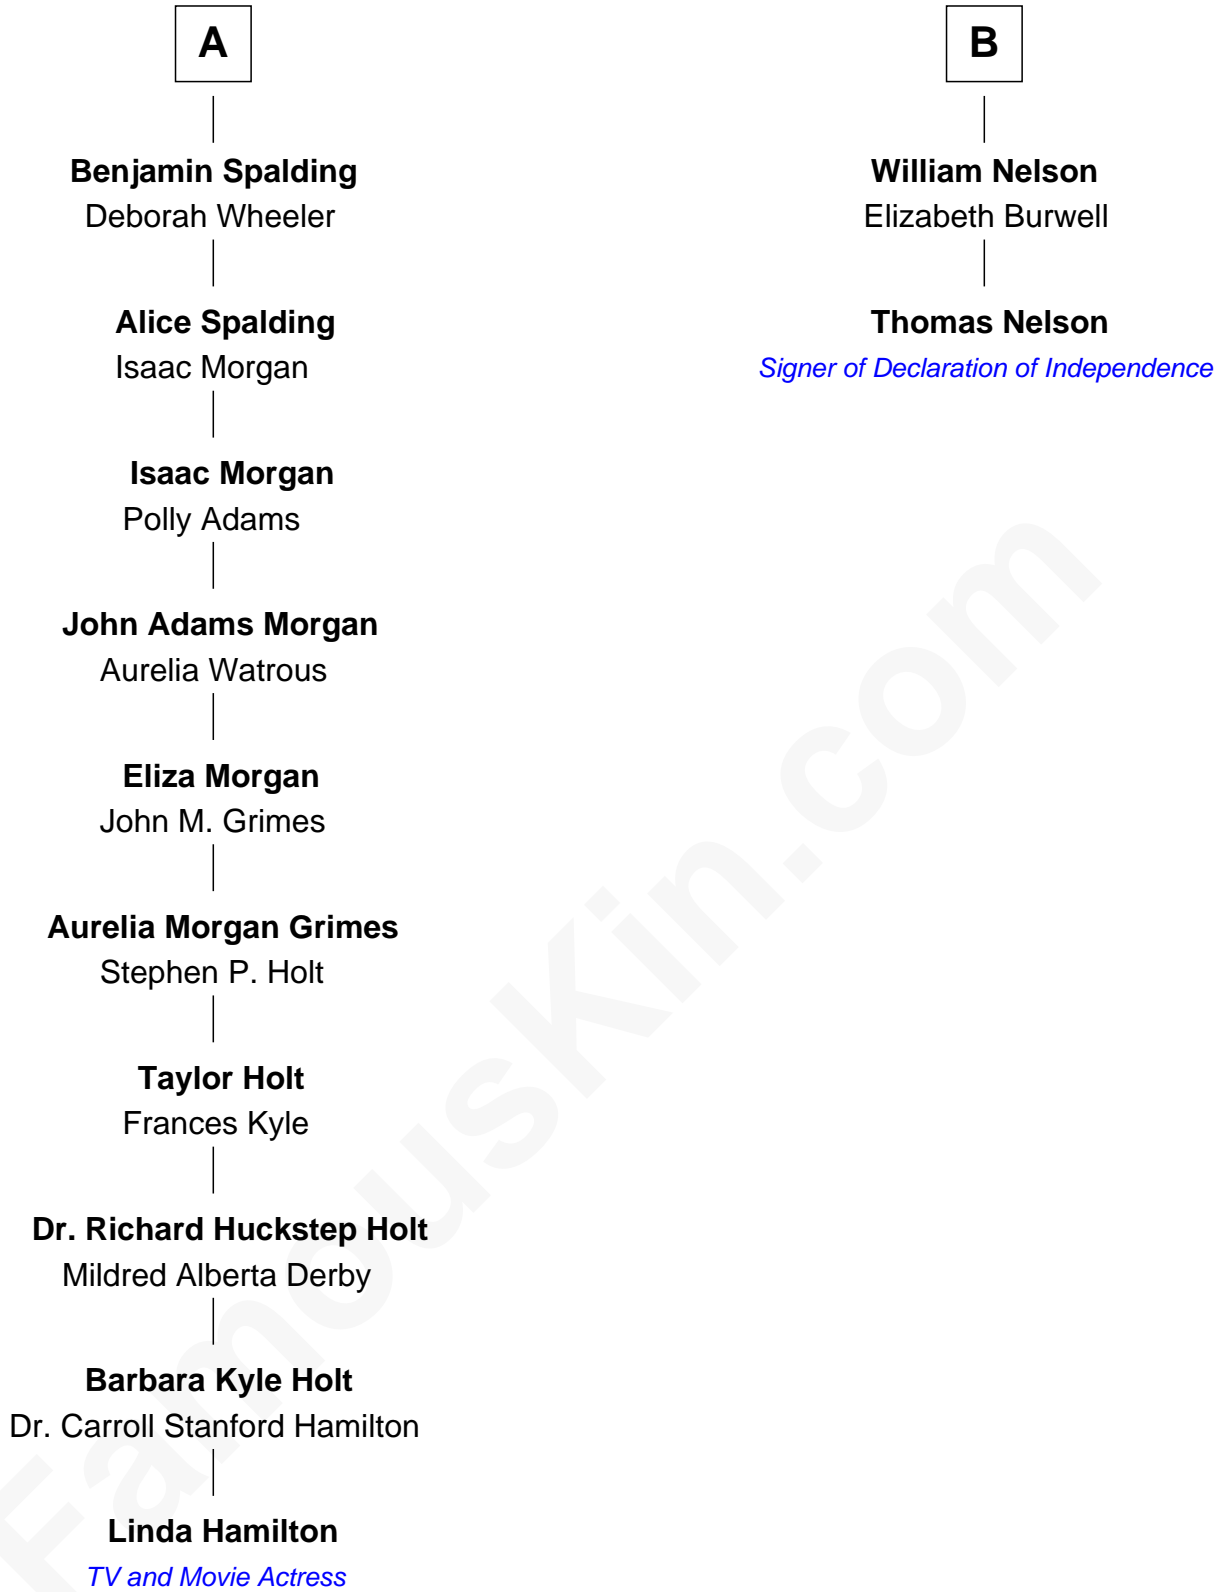 A
Benjamin Spalding
Deborah Wheeler
Alice Spalding
Isaac Morgan
Isaac Morgan
Polly Adams
John Adams Morgan
Aurelia Watrous
Eliza Morgan
John M. Grimes
Aurelia Morgan Grimes
Stephen P. Holt
Taylor Holt
Frances Kyle
Dr. Richard Huckstep Holt
Mildred Alberta Derby
Barbara Kyle Holt
Dr. Carroll Stanford Hamilton
Linda Hamilton
TV and Movie Actress
B
William Nelson
Elizabeth Burwell
Thomas Nelson
Signer of Declaration of Independence
FamousKin.com